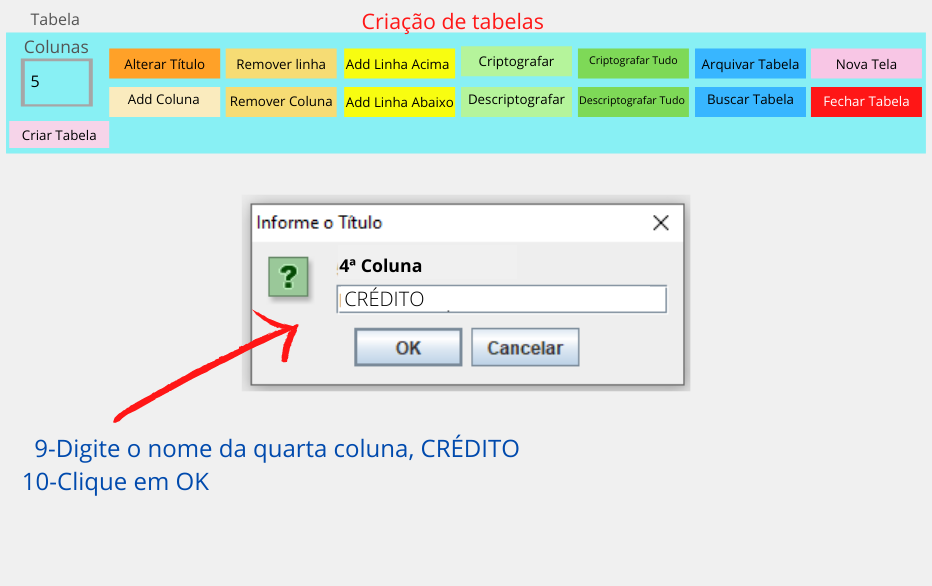 Tabela
Criação de tabelas
Colunas
5
Alterar Título
Remover linha
Add Linha Acima
Criptografar
Criptografar Tudo
Arquivar Tabela
Nova Tela
Add Coluna
Remover Coluna
Add Linha Abaixo
Descriptografar
Descriptografar Tudo
Buscar Tabela
Fechar Tabela
Criar Tabela
Informe o Título
?
4ª Coluna
CRÉDITO
OK
Cancelar
9-Digite o nome da quarta coluna, CRÉDITO
10-Clique em OK